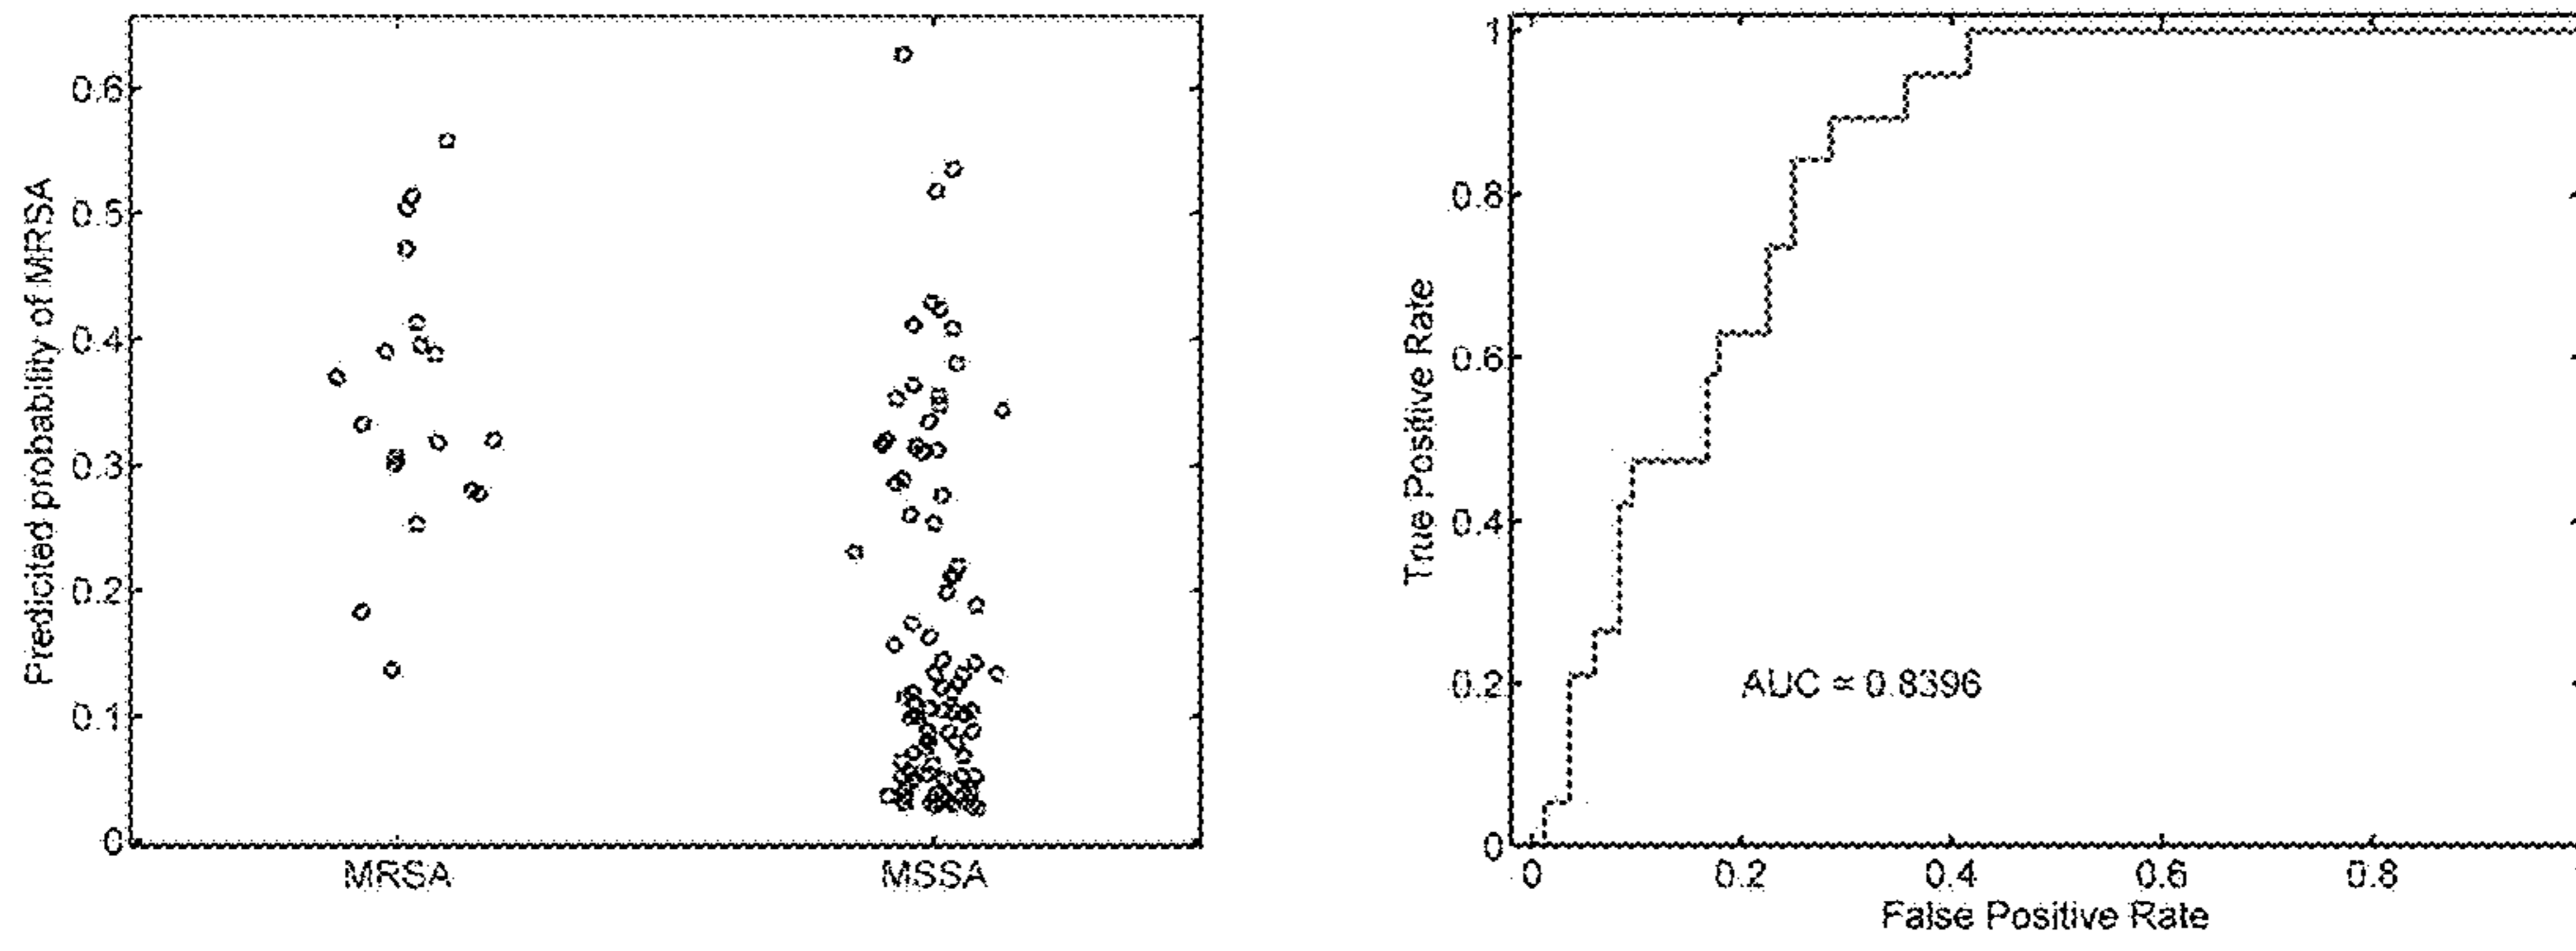 Predicited probability of MRSA
0.6
0.5
0.4
0.3
0.2
0.1
0
MRSA MSSA
True Positive Rate
1
0.8
0.6
0.4
0.2
0
AUC = 0.8396
0 0.2 0.4 0.6 0.8
False Positive Rate